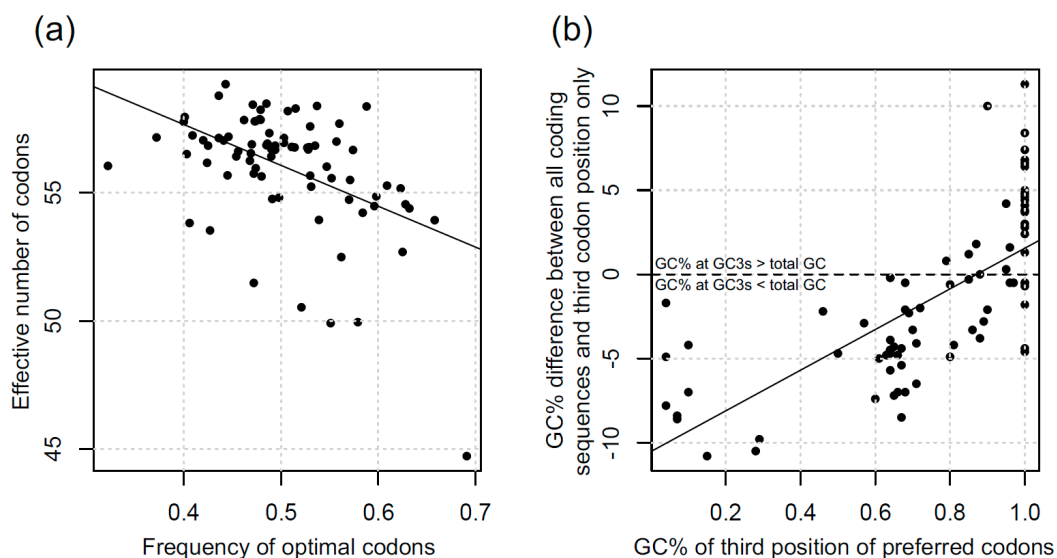 (a)
Effective number of codons
55
50
45
0.4
0.5
0.6
0.7
Frequency of optimal codons
(b)
GC% difference between all coding
sequences and third codon position only
10
5
0
-5
-10
GC% at GC3s > total GC
GC% at GC3s < total GC
0.2
0.4
0.6
0.8
1.0
GC% of third position of preferred codons